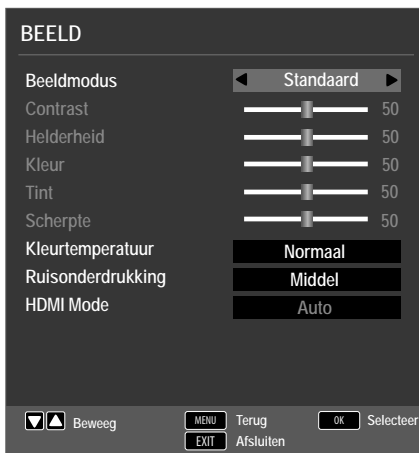 BEELD
Beeldmodus Standaard
Contrast 50
Helderheid 50
Kleur 50
Tint 50
Scherpte 50
Kleurtemperatuur Normaal
Ruisonderdrukking Middel
HDMI Mode Auto
Beweeg MENU Terug OK Selecteer
EXIT Afsluiten